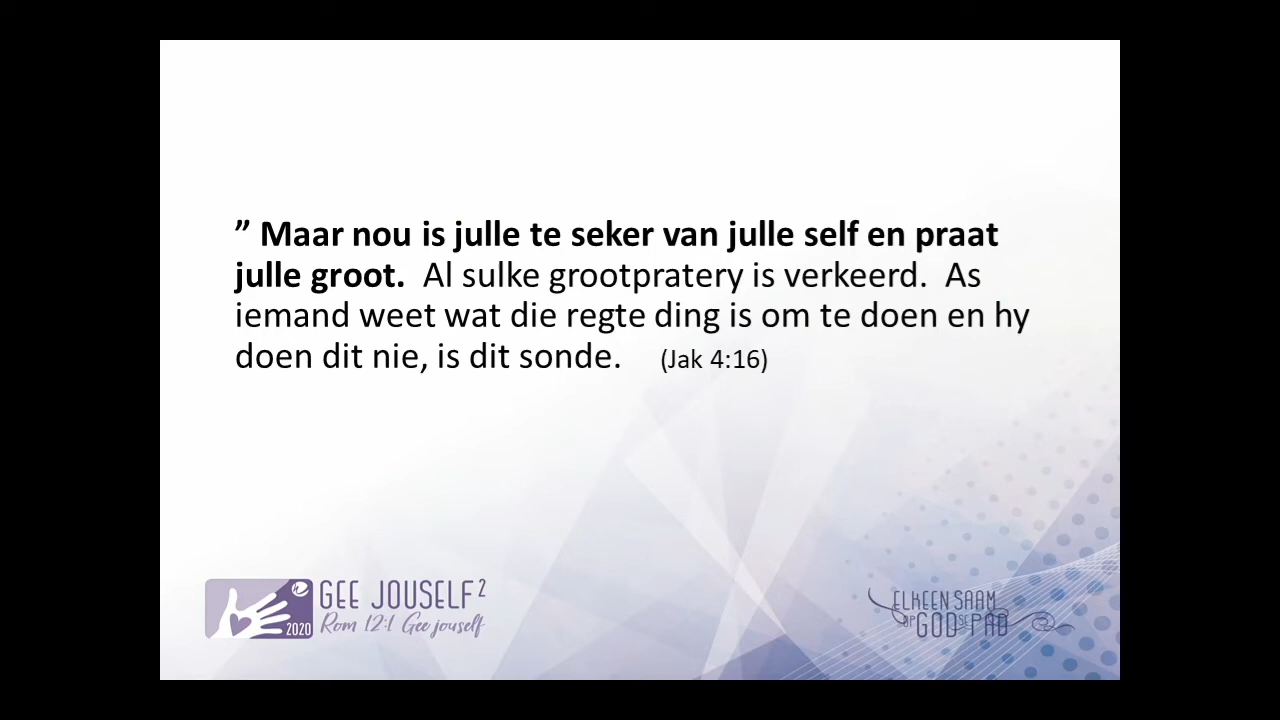 ” Maar nou is julle te seker van julle self en praat
julle groot.  Al sulke grootpratery is verkeerd.  As
iemand weet wat die regte ding is om te doen en hy
doen dit nie, is dit sonde.    (Jak 4:16)
GEE JOUSELF²
Rom 12:1 Gee jouself
2020
ELKEEN SAAM
OP GOD SE PAD